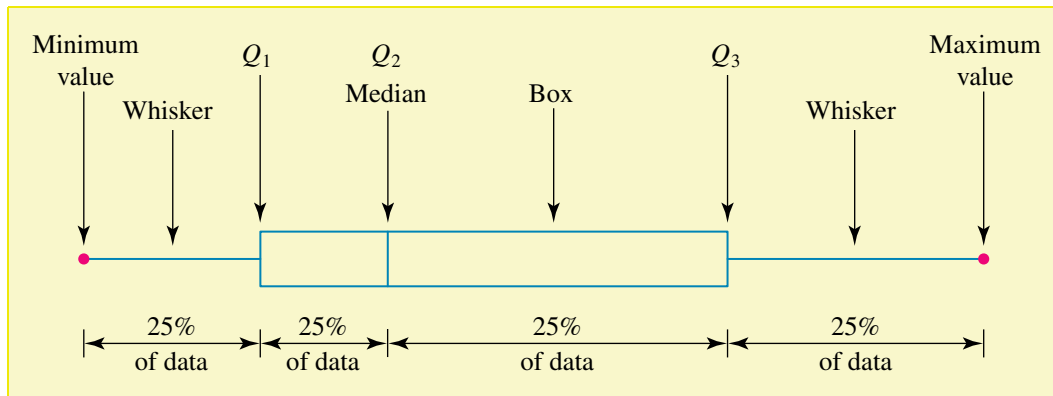 Minimum
value
Whisker
Q1
Q2
Median
Box
Q3
Whisker
Maximum
value
25%
of data
25%
of data
25%
of data
25%
of data